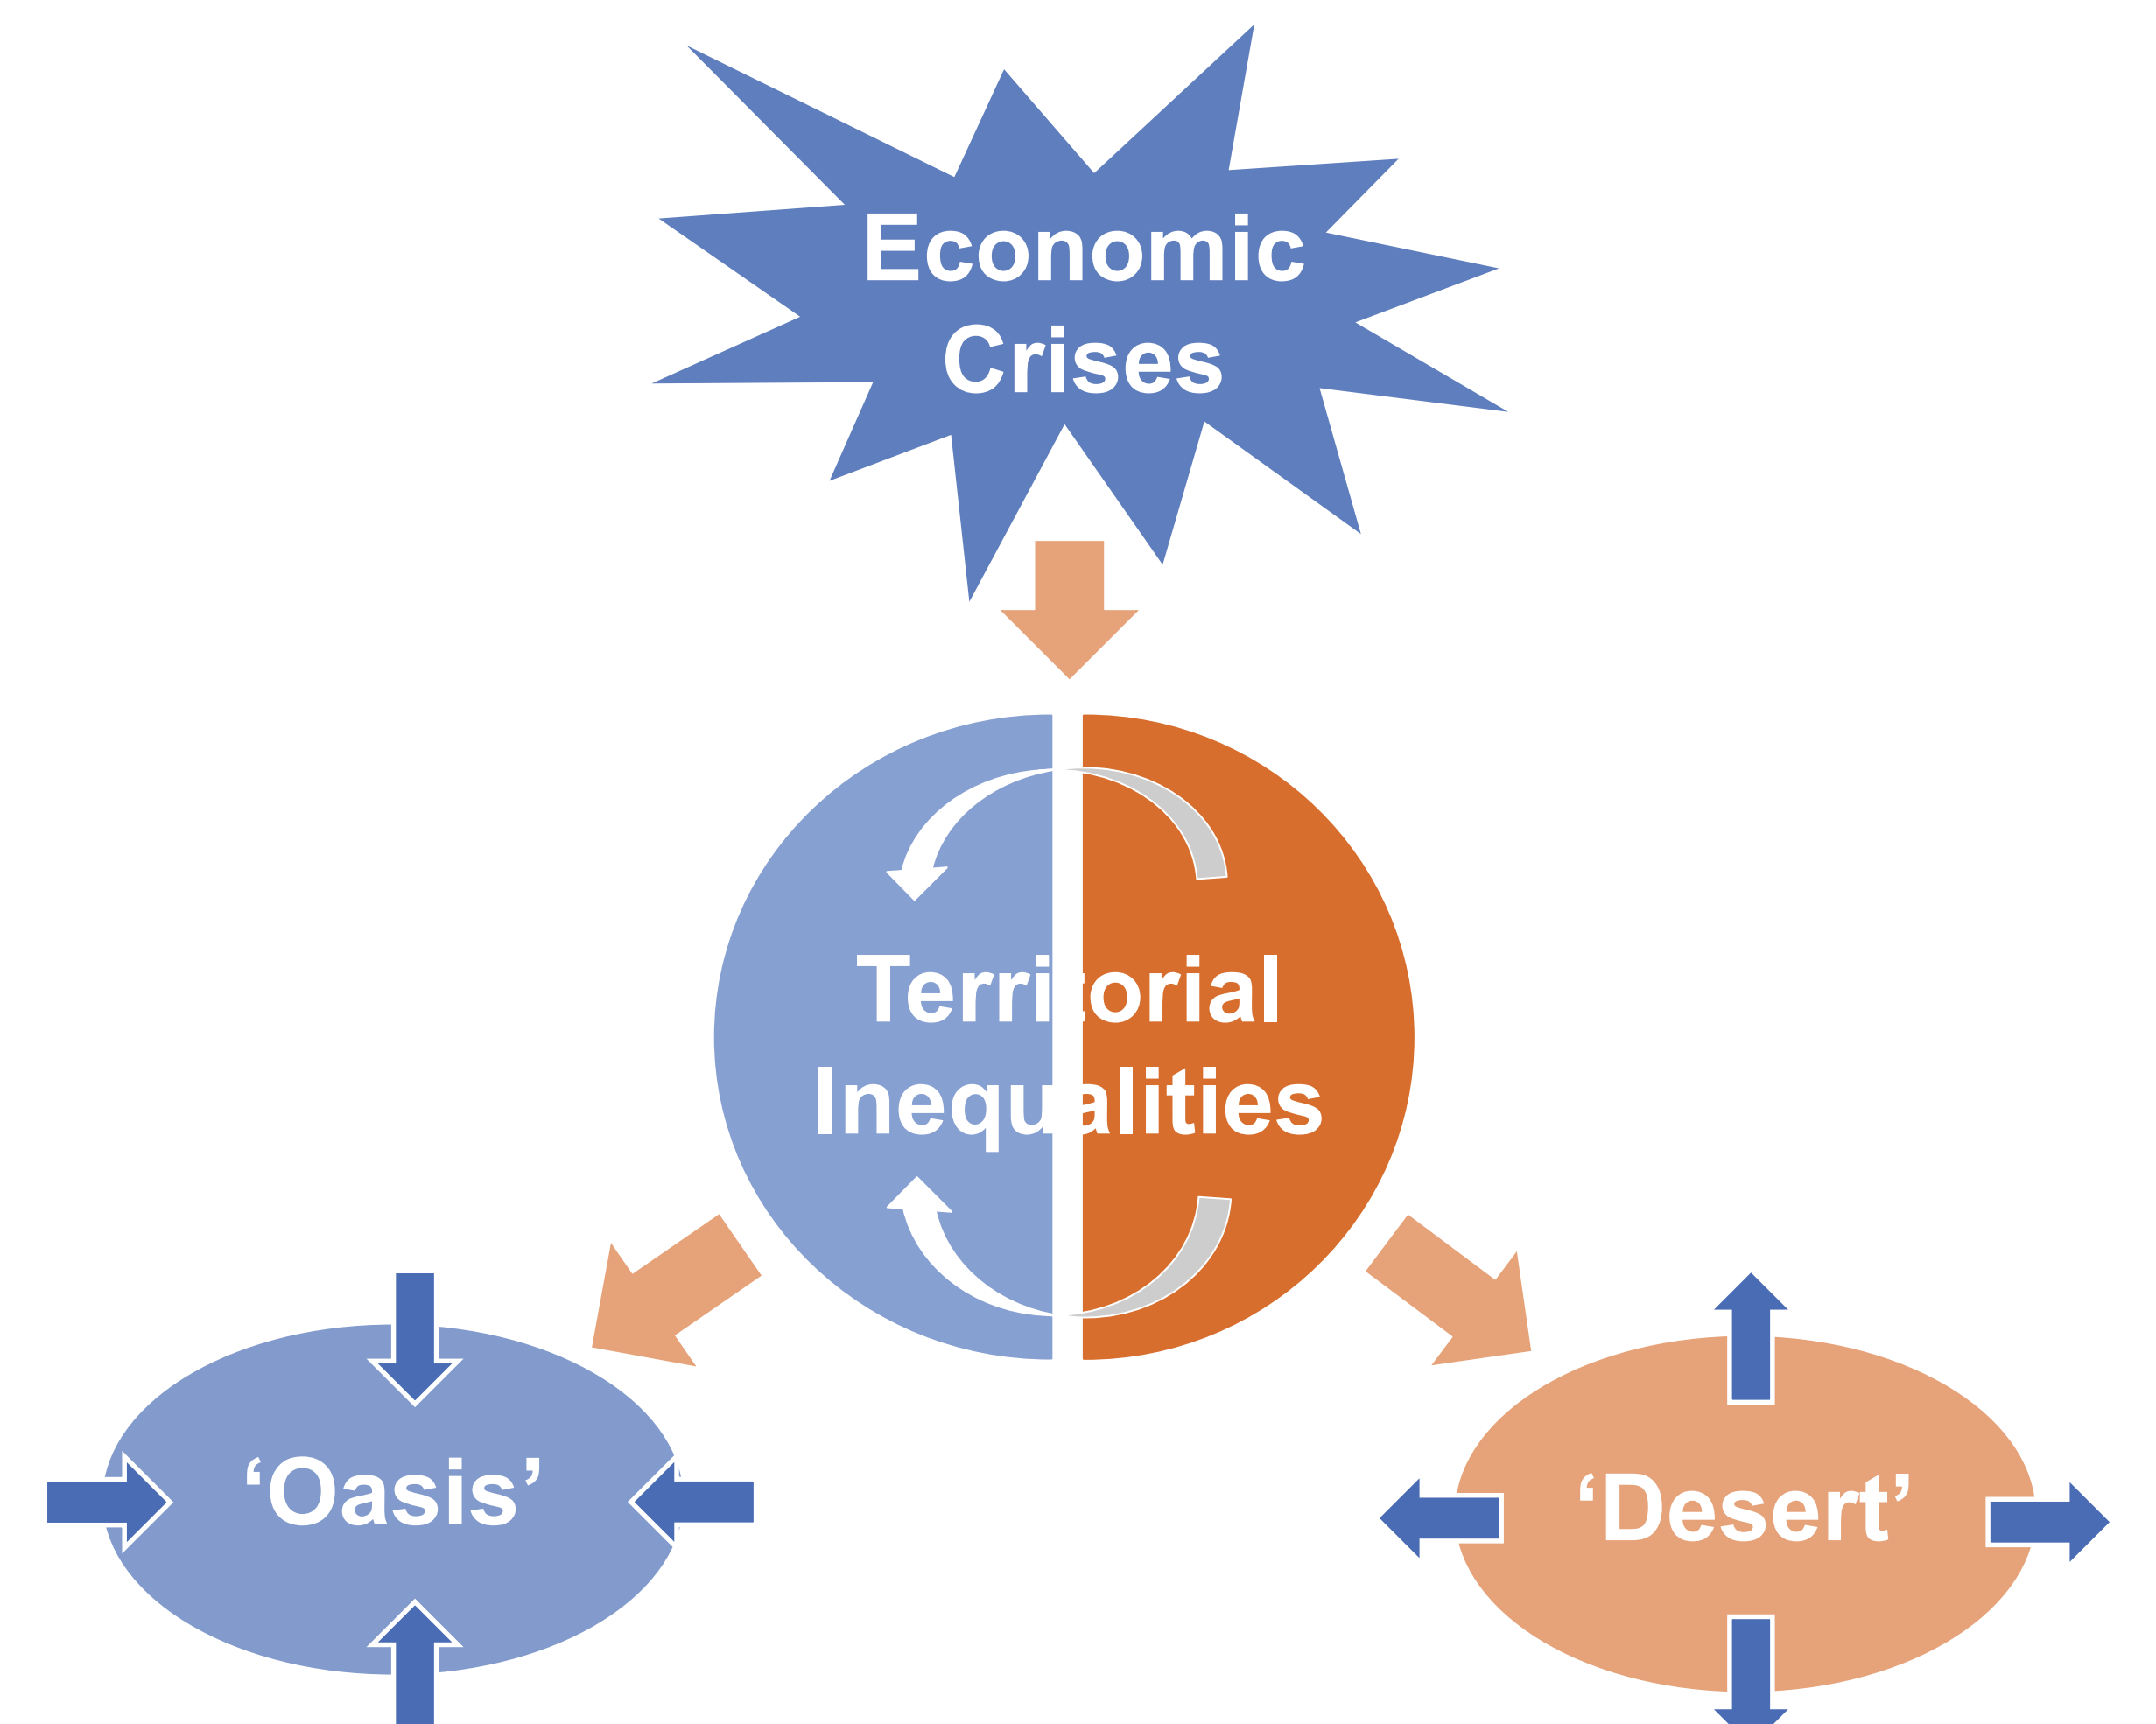 Economic
Crises
Territorial
Inequalities
‘Oasis’
‘Desert’